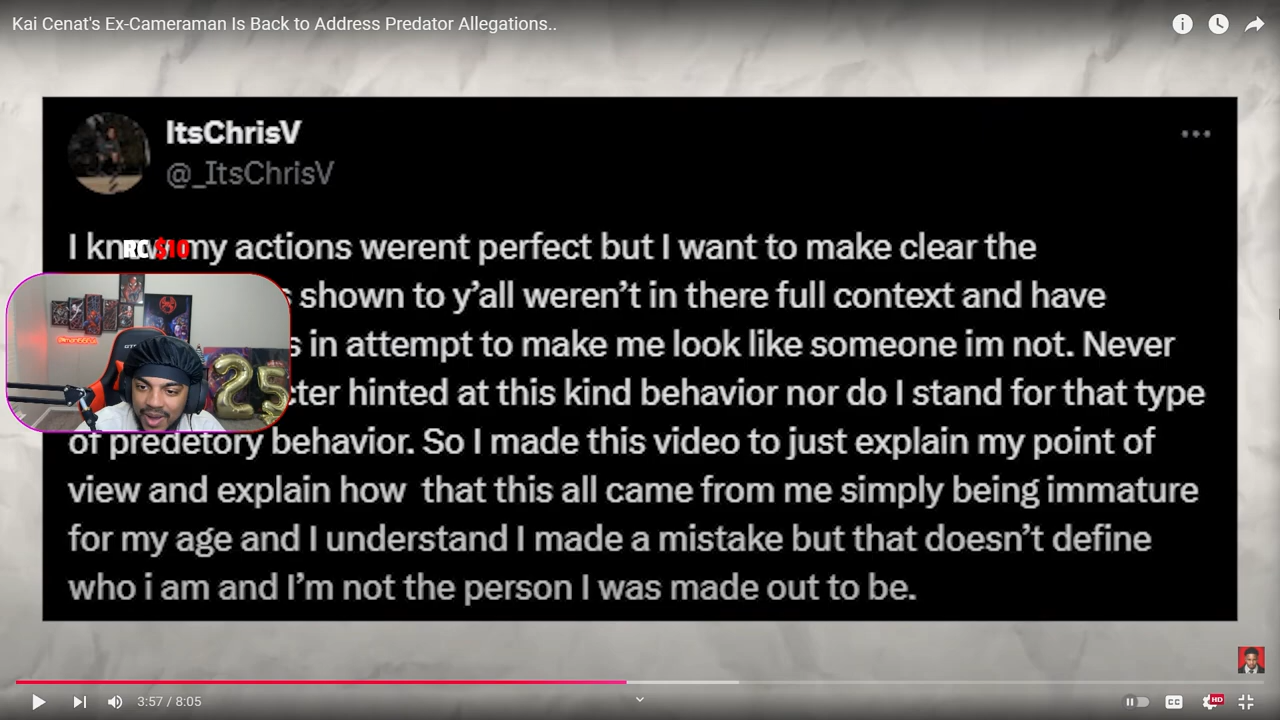 Kai Cenat's Ex-Cameraman Is Back to Address Predator Allegations..
ItsChrisV
@_ItsChrisV
I know my actions werent perfect but I want to make clear the
shown to y'all weren't in there full context and have
in attempt to make me look like someone im not. Never
hinted at this kind behavior nor do I stand for that type
of predetory behavior. So I made this video to just explain my point of
view and explain how that this all came from me simply being immature
for my age and I understand I made a mistake but that doesn't define
who i am and I'm not the person I was made out to be.
RC $10
25
3:57 / 8:05
CC
HD